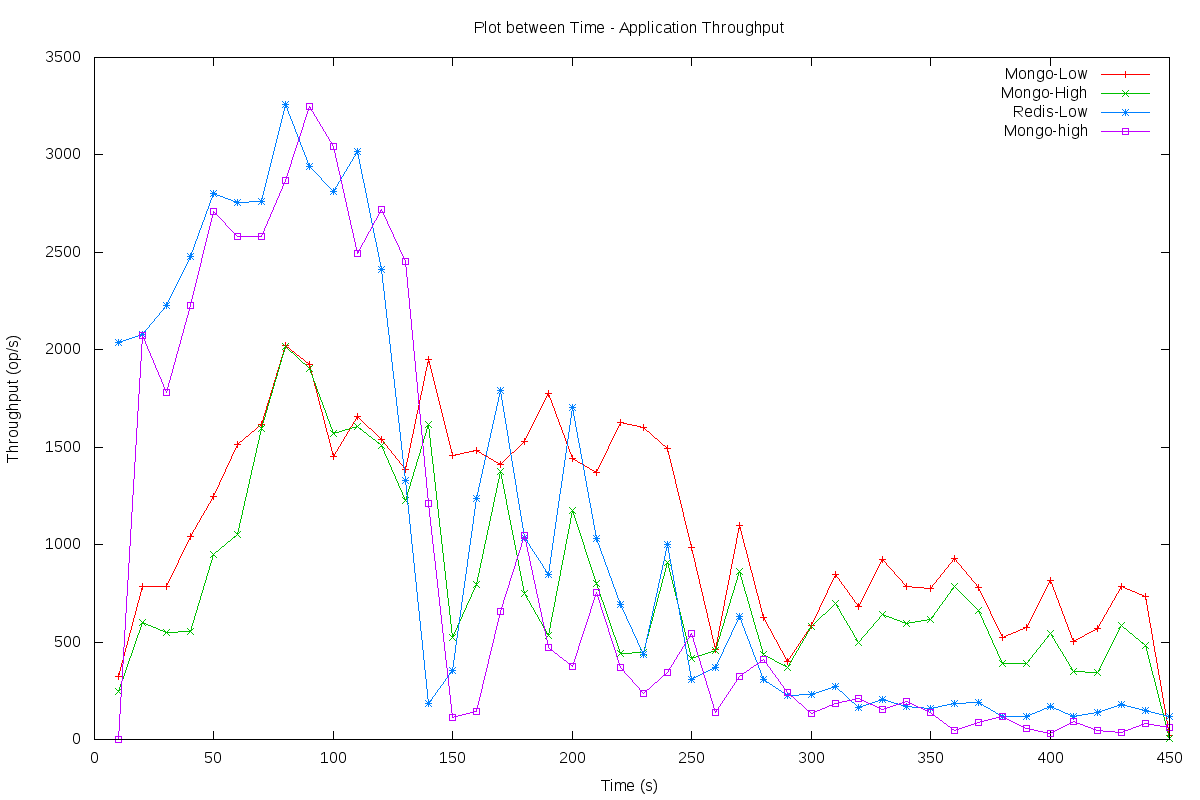 Plot between Time - Application Throughput
3500
3000
2500
2000
1500
1000
500
0
Throughput (op/s)
Mongo-Low
Mongo-High
Redis-Low
Mongo-high
0 50 100 150 200 250 300 350 400 450
Time (s)